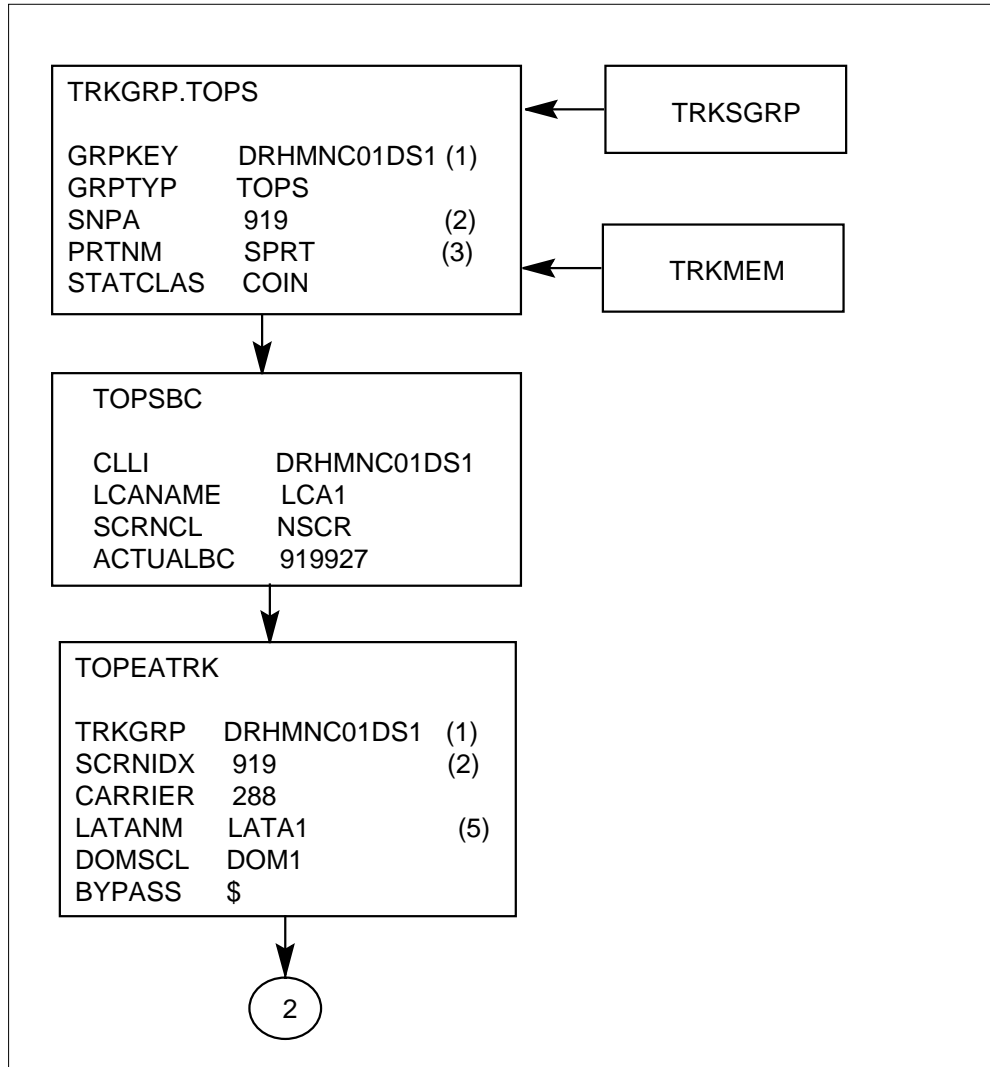 TRKGRP.TOPS
GRPKEY DRHMNC01DS1 (1)
GRPTYP TOPS
SNPA 919 (2)
PRTNM SPRT (3)
STATCLAS COIN
TRKSGRP
TRKMEM
TOPSBC
CLLI DRHMNC01DS1
LCANAME LCA1
SCRNCL NSCR
ACTUALBC 919927
TOPEATRK
TRKGRP DRHMNC01DS1 (1)
SCRNIDX 919 (2)
CARRIER 288
LATANM LATA1 (5)
DOMSCL DOM1
BYPASS $
2